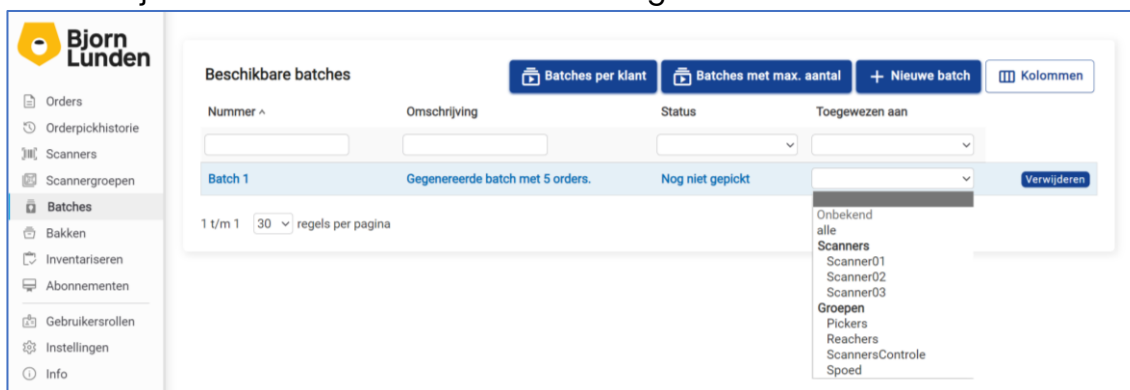 Bjorn
Lunden
Orders
Orderpickhistorie
Scanners
Scannergroepen
Batches
Bakken
Inventariseren
Abonnementen
Gebruikersrollen
Instellingen
Info
Beschikbare batches
Batches per klant
Batches met max. aantal
+ Nieuwe batch
Kolommen
Nummer ^ Omschrijving Status Toegewezen aan
Batch 1 Gegenereerde batch met 5 orders. Nog niet gepickt Verwijderen
1 t/m 1 30 regels per pagina
Onbekend
alle
Scanners
Scanner01
Scanner02
Scanner03
Groepen
Pickers
Reachers
ScannersControle
Spoed